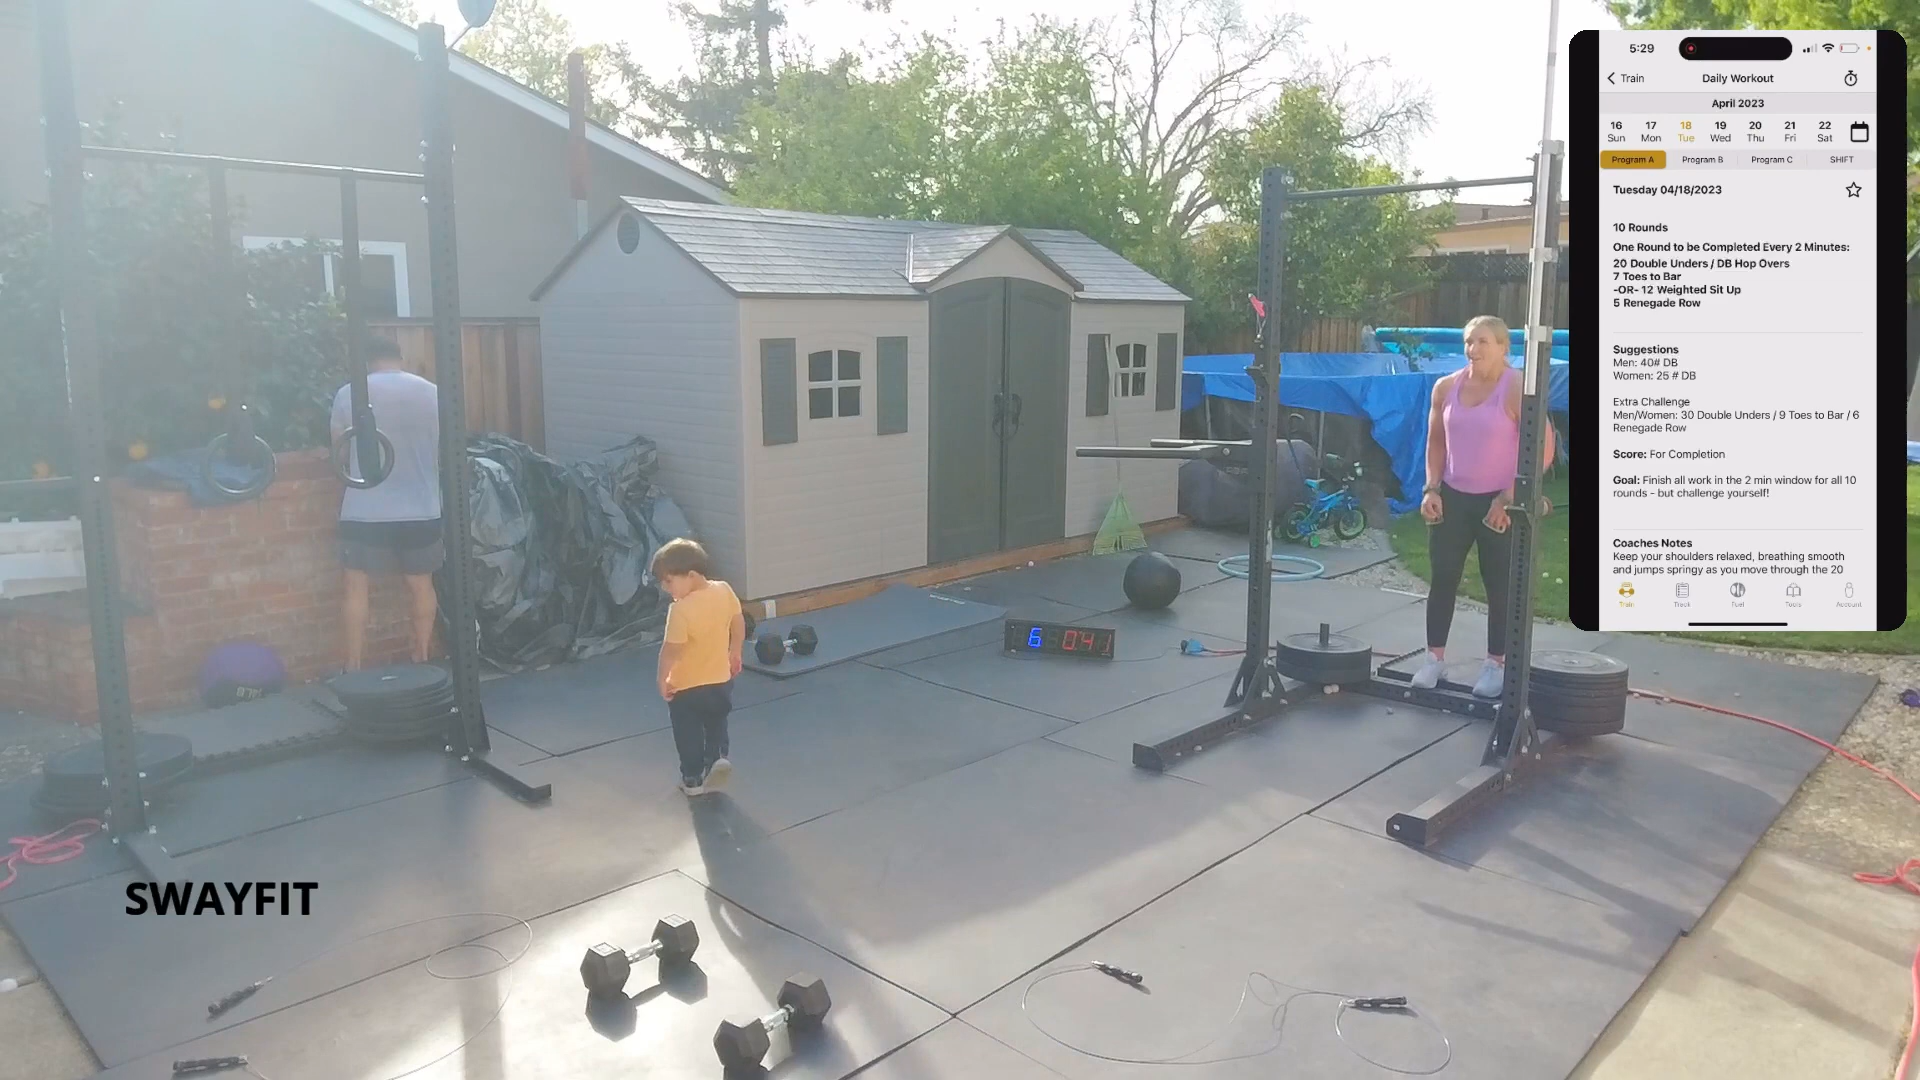 5:29
Train
Daily Workout
April 2023
16 17 18 19 20 21 22
Sun Mon Tue Wed Thu Fri Sat
Program A Program B Program C SHIFT
Tuesday 04/18/2023
10 Rounds
One Round to be Completed Every 2 Minutes:
20 Double Unders / DB Hop Overs
7 Toes to Bar
-OR- 12 Weighted Sit Up
5 Renegade Row
Suggestions
Men: 40# DB
Women: 25 # DB
Extra Challenge
Men/Women: 30 Double Unders / 9 Toes to Bar / 6
Renegade Row
Score: For Completion
Goal: Finish all work in the 2 min window for all 10
rounds - but challenge yourself!
Coaches Notes
Keep your shoulders relaxed, breathing smooth
and jumps springy as you move through the 20
Train Track Fuel Tools Account
6 04
SWAYFIT